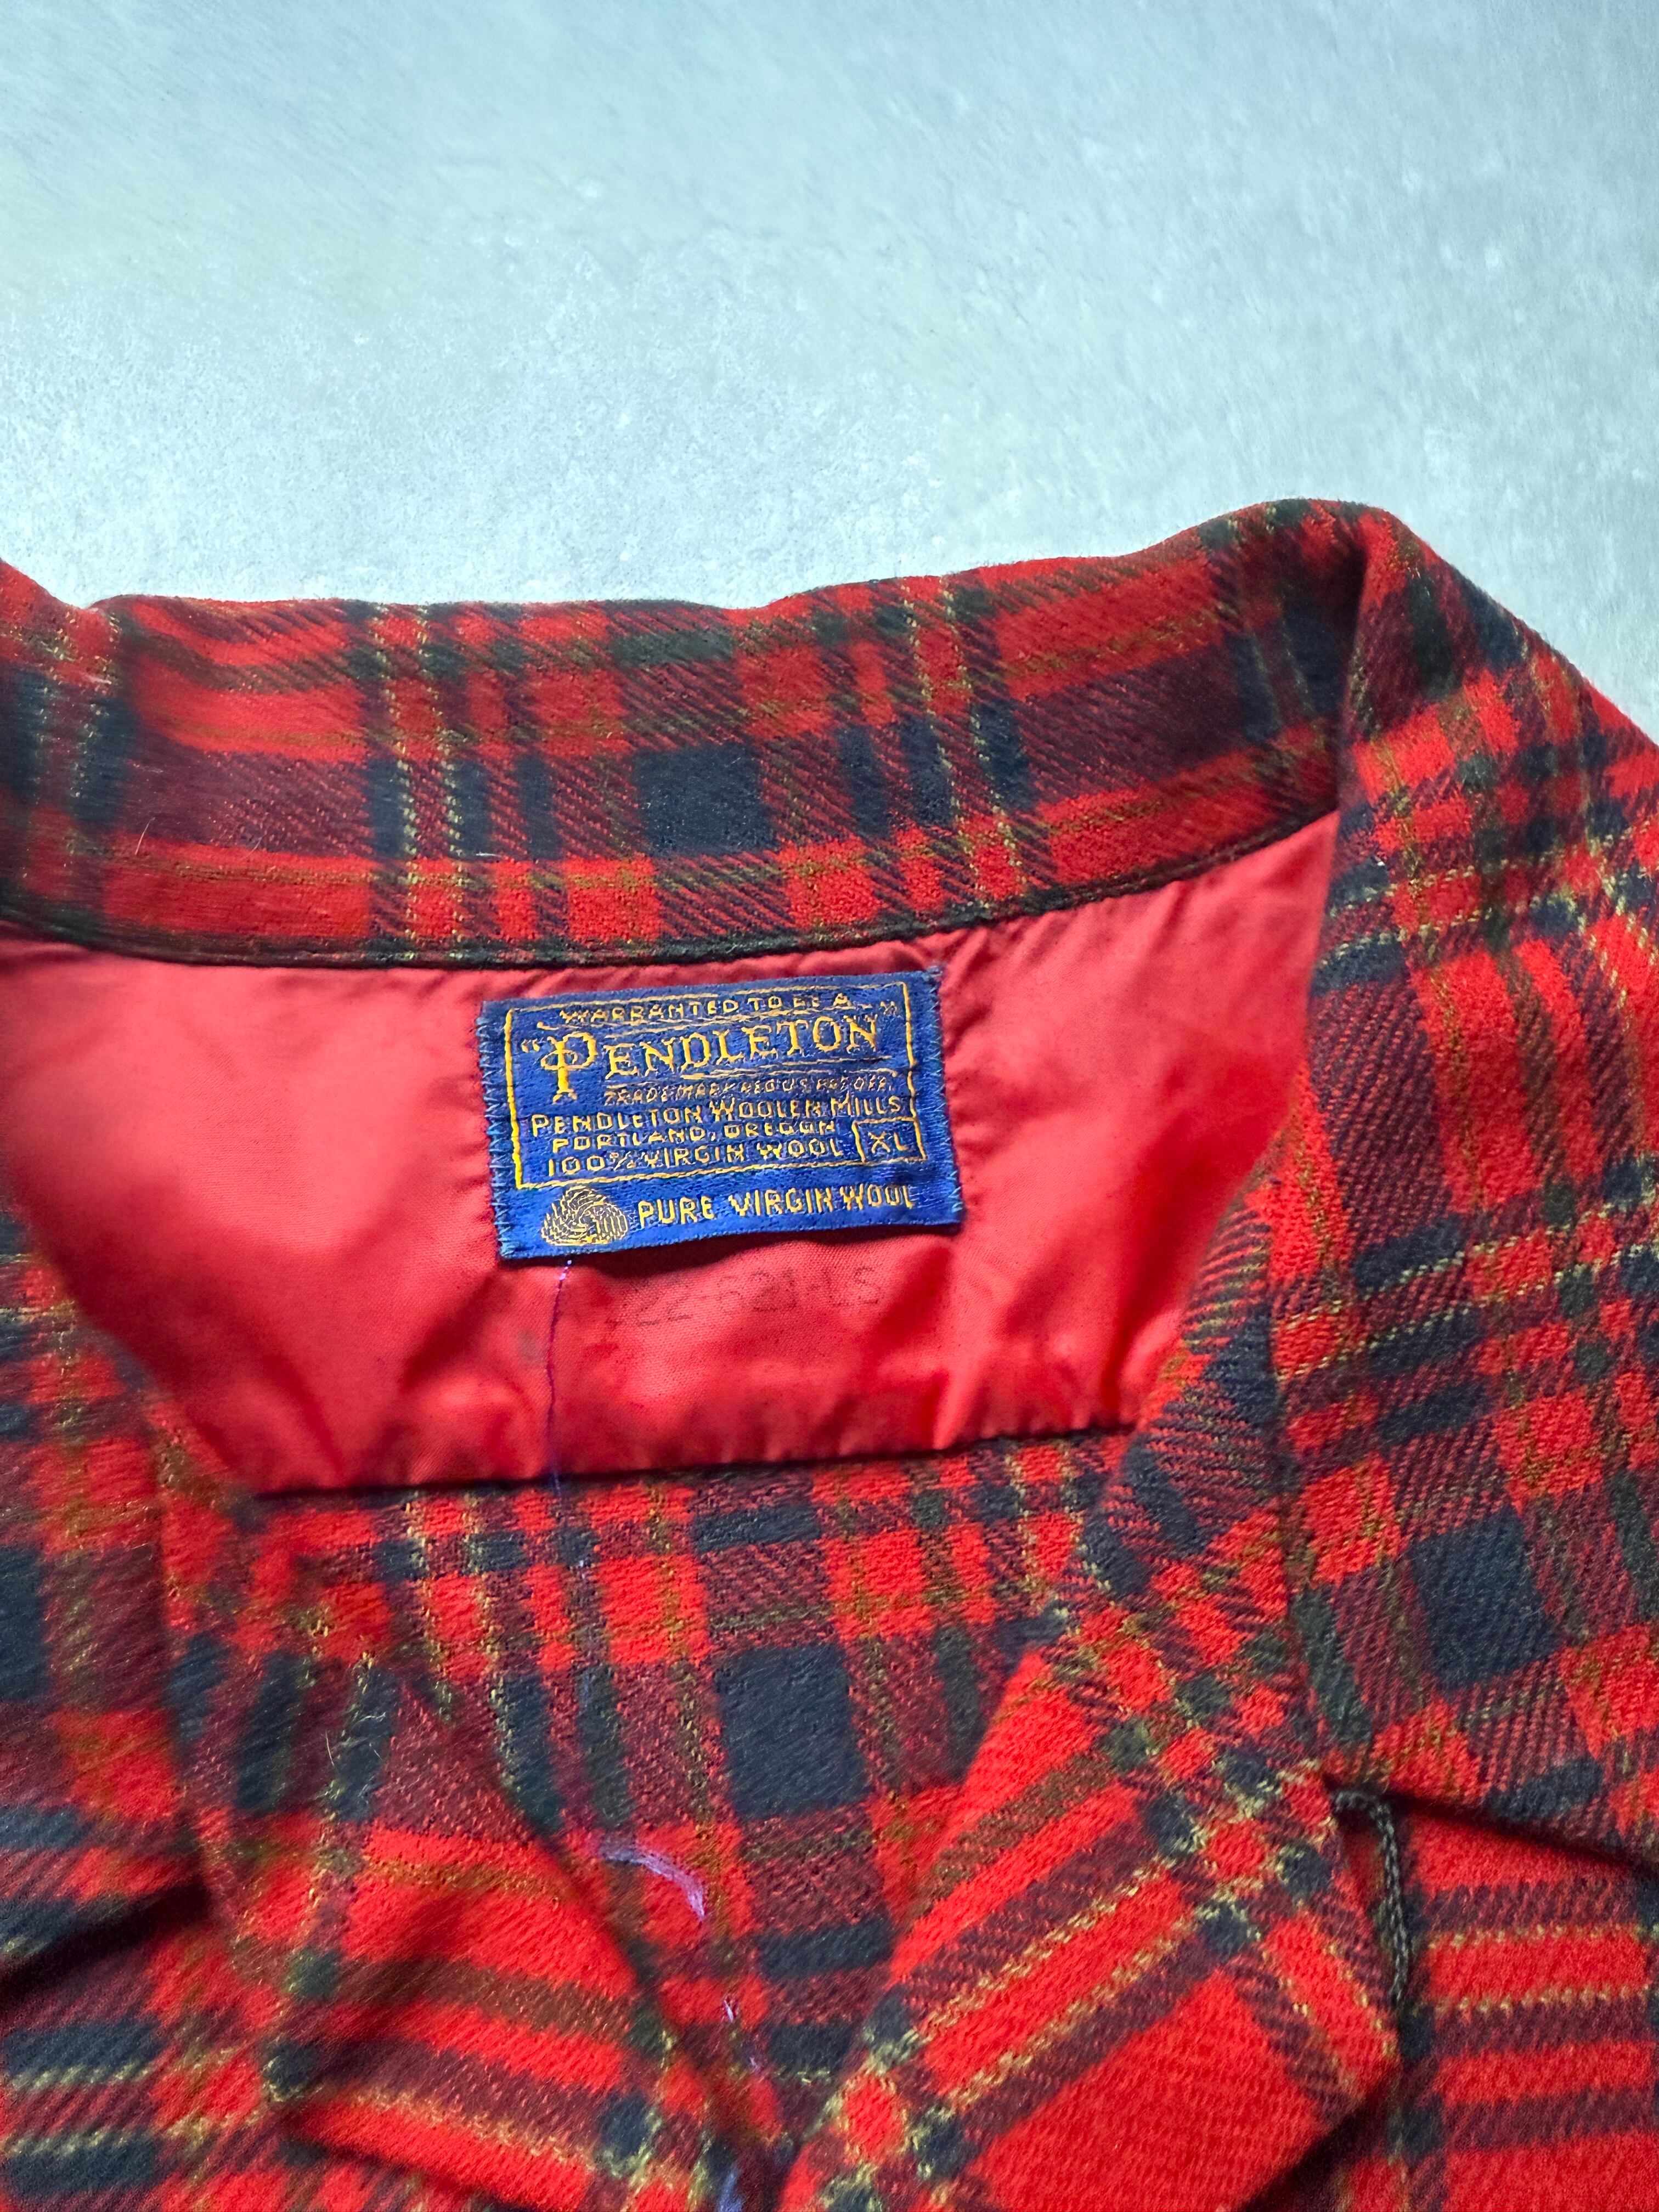 WARRANTED TO BE A
"PENDLETON"
TRADEMARK REG U.S. PAT. OFF.
PENDLETON WOOLEN MILLS
PORTLAND, OREGON
100% VIRGIN WOOL XL
PURE VIRGIN WOOL